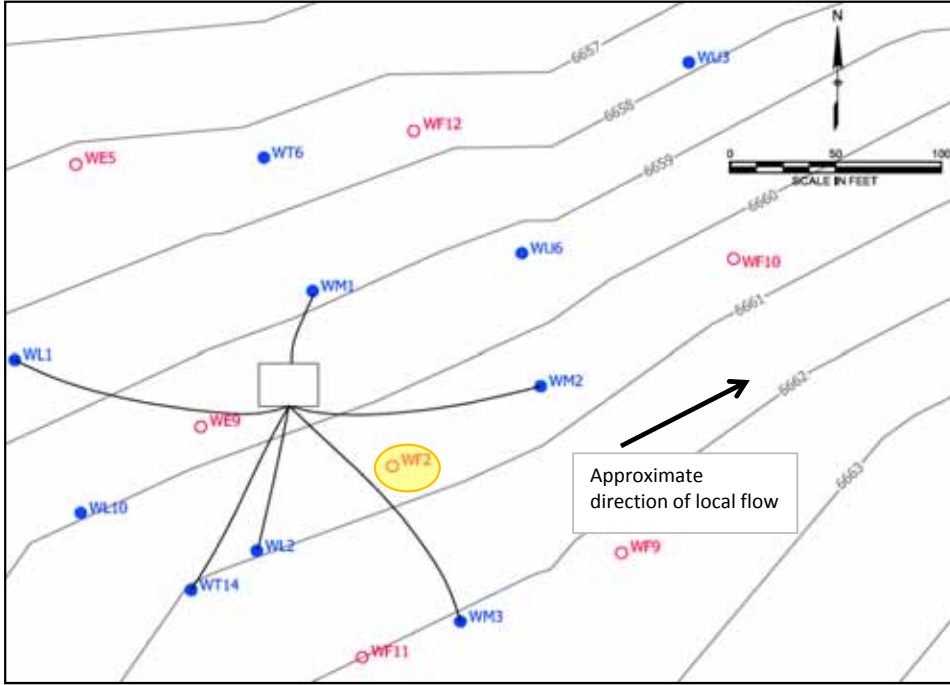 N
6657
WU3
6658
WF12
WE5
WT6
0
50
100
SCALE IN FEET
6659
6660
WU6
WF10
WM1
6661
WL1
WM2
6662
WE9
WF2
Approximate
direction of local flow
6663
WL10
WL2
WF9
WT14
WM3
WF11